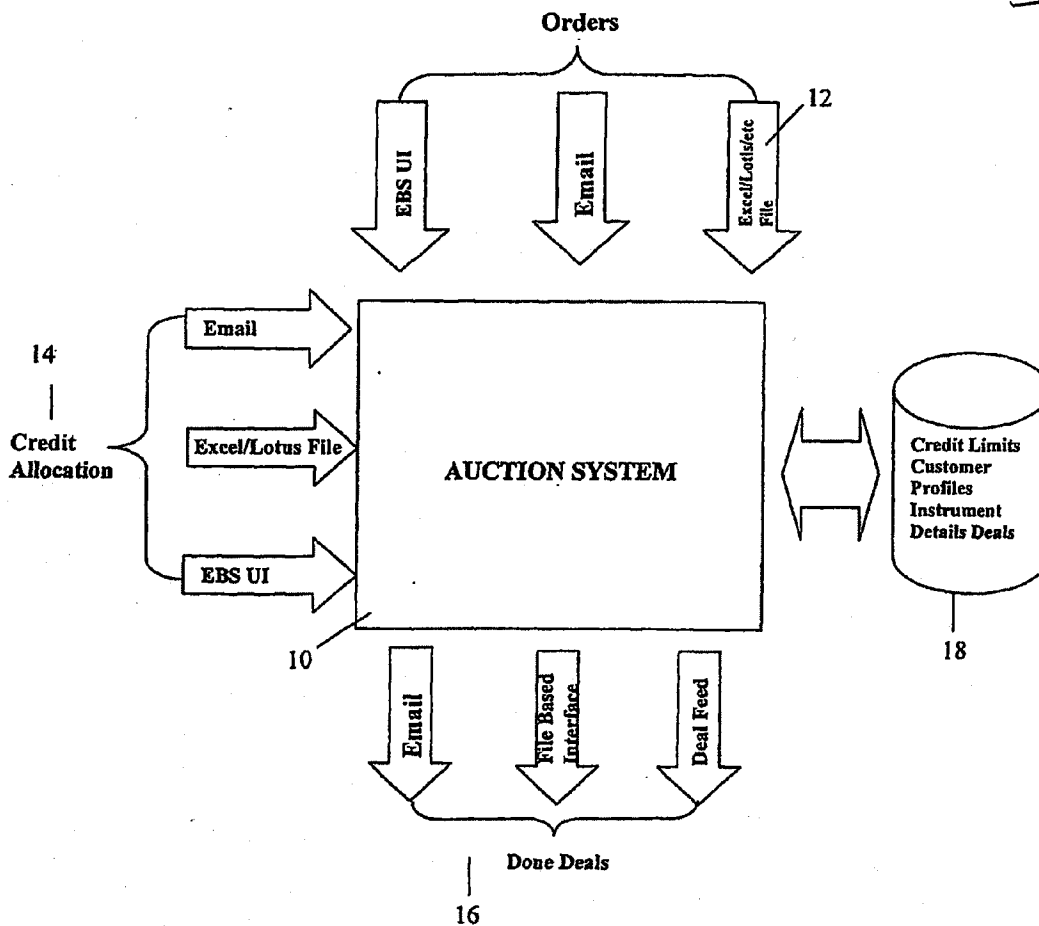 Orders
12
EBS UI
Email
Excel/Lotis/etc
File
Email
14
Credit
Allocation
Excel/Lotus File
AUCTION SYSTEM
Credit Limits
Customer
Profiles
Instrument
Details Deals
EBS UI
10
18
Email
File Based
Interface
Deal Feed
Done Deals
16